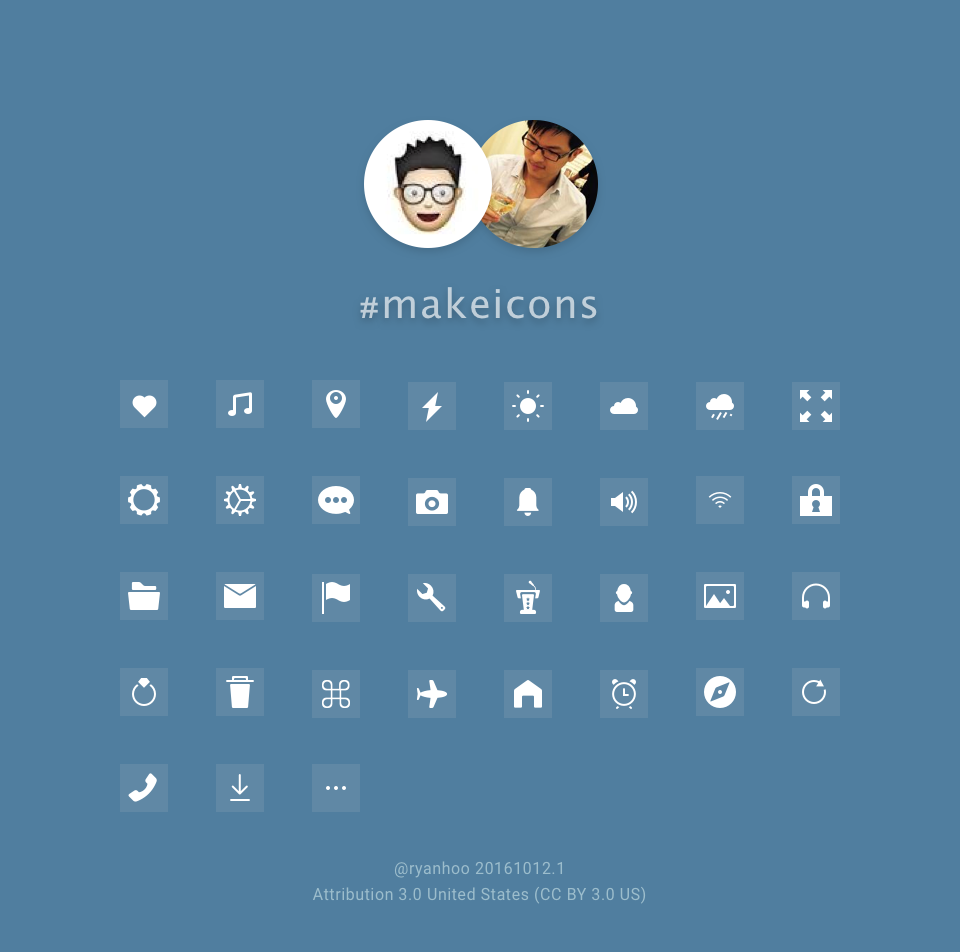 #makeicons
@ryanhoo 20161012.1
Attribution 3.0 United States (CC BY 3.0 US)